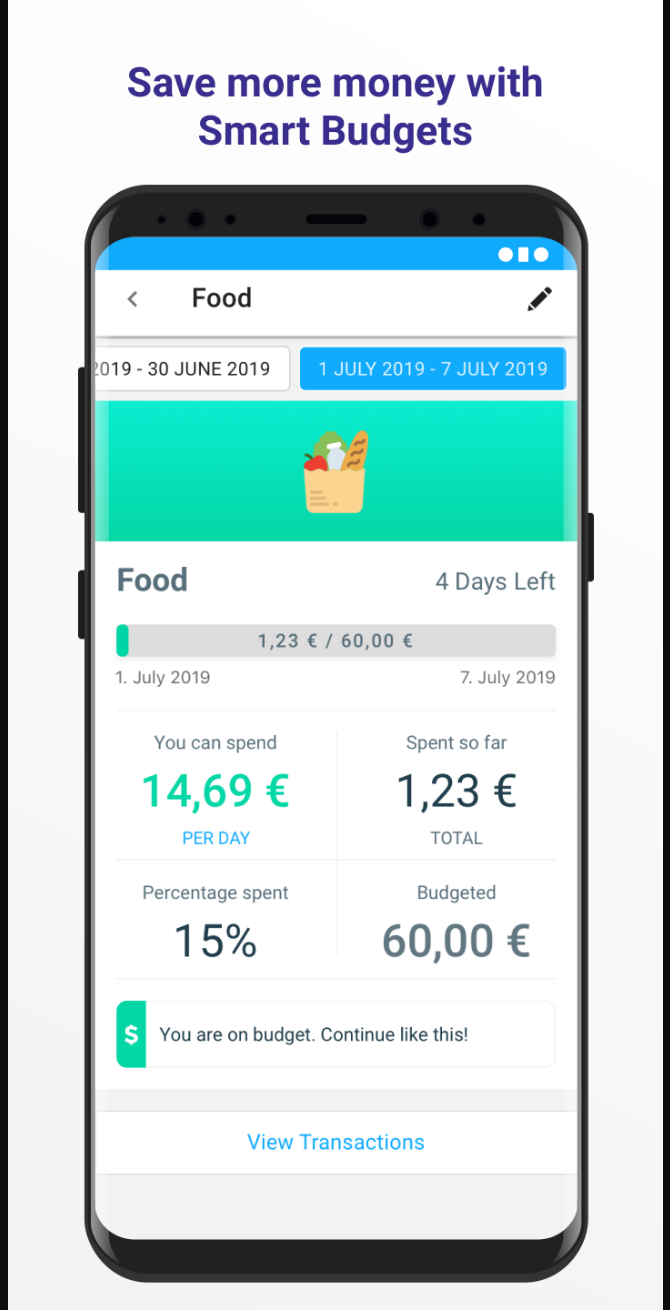 Save more money with
Smart Budgets
Food
2019 - 30 JUNE 2019
1 JULY 2019 - 7 JULY 2019
Food
4 Days Left
1,23 € / 60,00 €
1. July 2019
7. July 2019
You can spend
Spent so far
14,69 €
1,23 €
PER DAY
TOTAL
Percentage spent
Budgeted
15%
60,00 €
$
You are on budget. Continue like this!
View Transactions